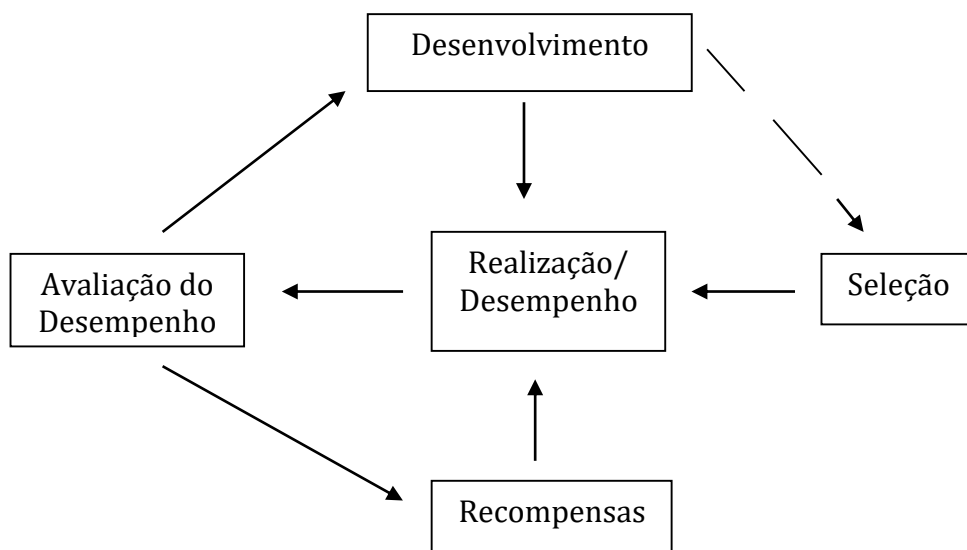 Desenvolvimento
Avaliação do
Desempenho
Realização/
Desempenho
Seleção
Recompensas